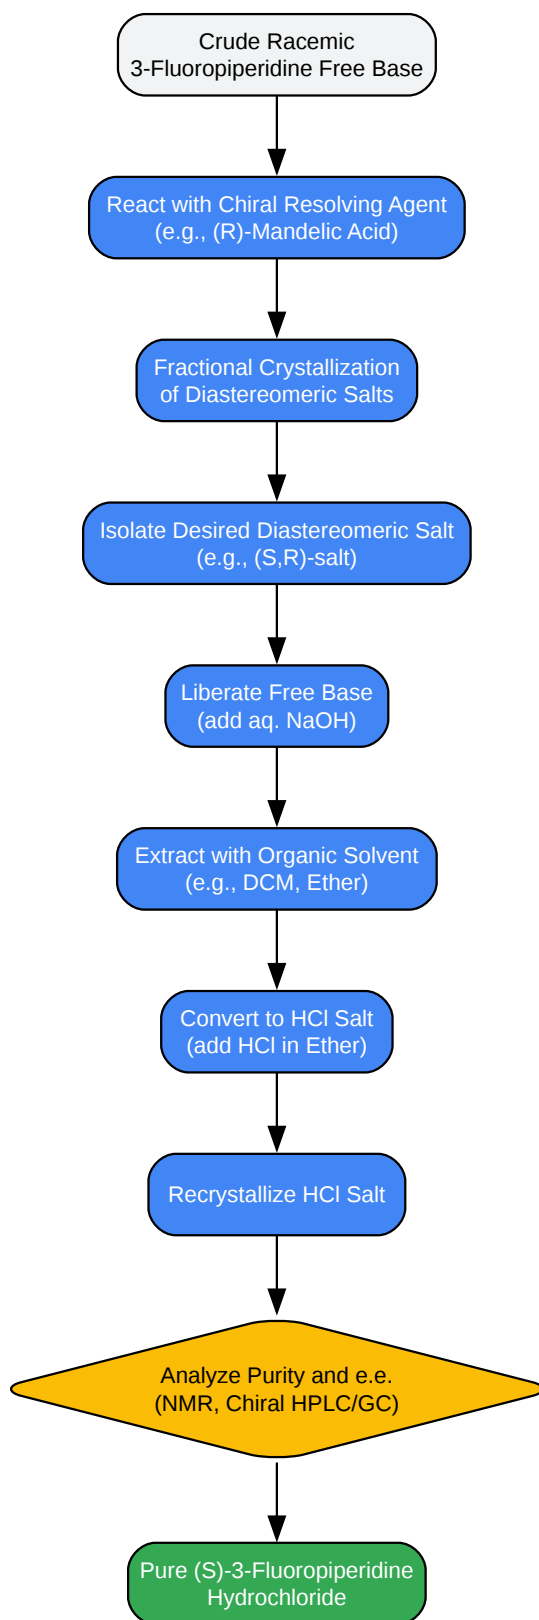 Crude Racemic
3-Fluoropiperidine Free Base
React with Chiral Resolving Agent
(e.g., (R)-Mandelic Acid)
Fractional Crystallization
of Diastereomeric Salts
Isolate Desired Diastereomeric Salt
(e.g., (S,R)-salt)
Liberate Free Base
(add aq. NaOH)
Extract with Organic Solvent
(e.g., DCM, Ether)
Convert to HCl Salt
(add HCl in Ether)
Recrystallize HCl Salt
Analyze Purity and e.e.
(NMR, Chiral HPLC/GC)
Pure (S)-3-Fluoropiperidine
Hydrochloride